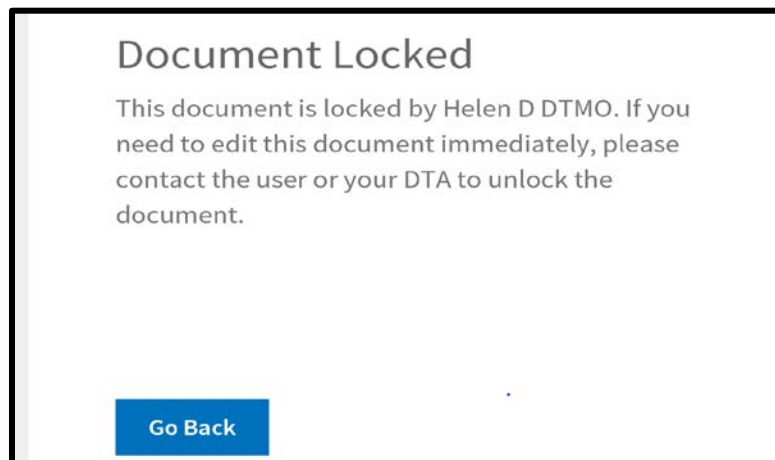 Document Locked
This document is locked by Helen D DTMO. If you
need to edit this document immediately, please
contact the user or your DTA to unlock the
document.
Go Back